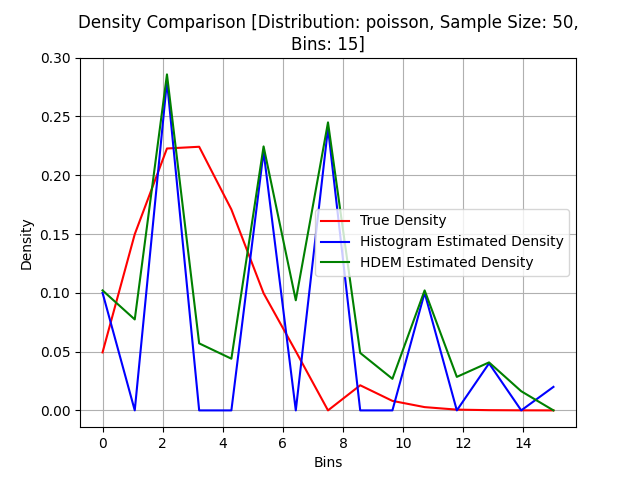 Density Comparison [Distribution: poisson, Sample Size: 50,
Bins: 15]
0.30
0.25
0.20
0.15
0.10
0.05
0.00
Density
True Density
Histogram Estimated Density
HDEM Estimated Density
0 2 4 6 8 10 12 14
Bins